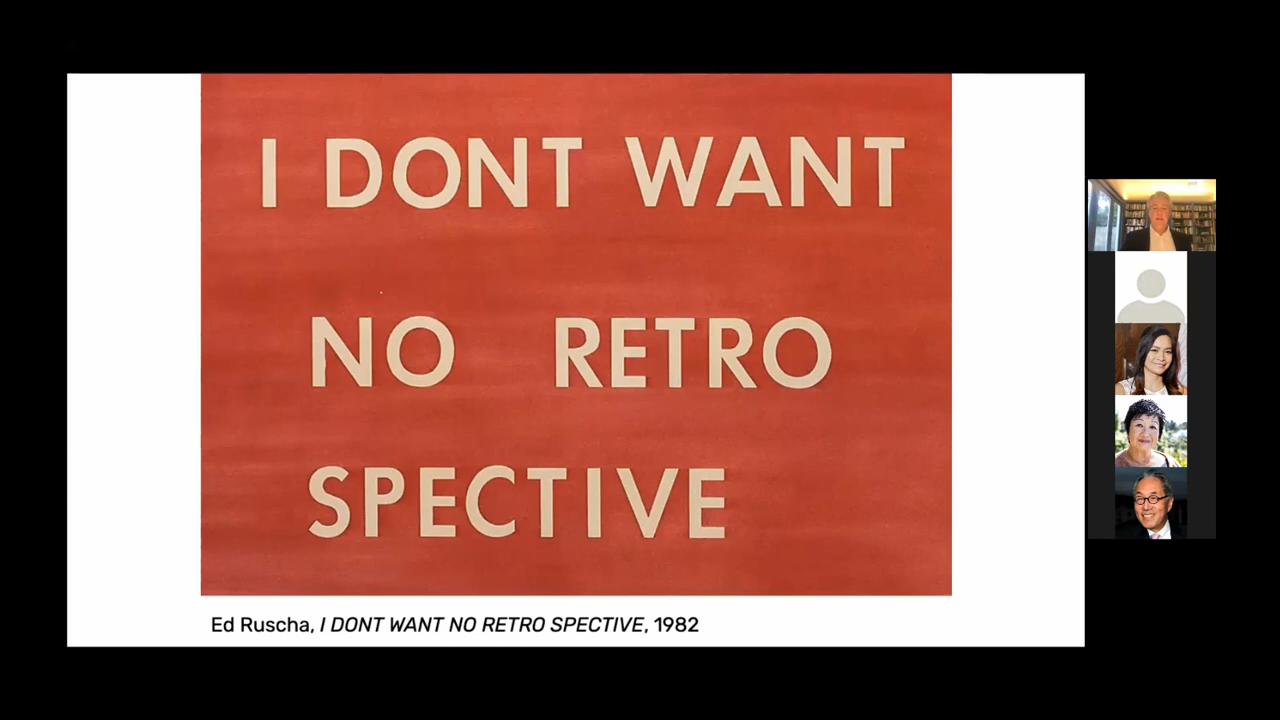 I DONT WANT
NO RETRO
SPECTIVE
Ed Ruscha, I DONT WANT NO RETRO SPECTIVE, 1982